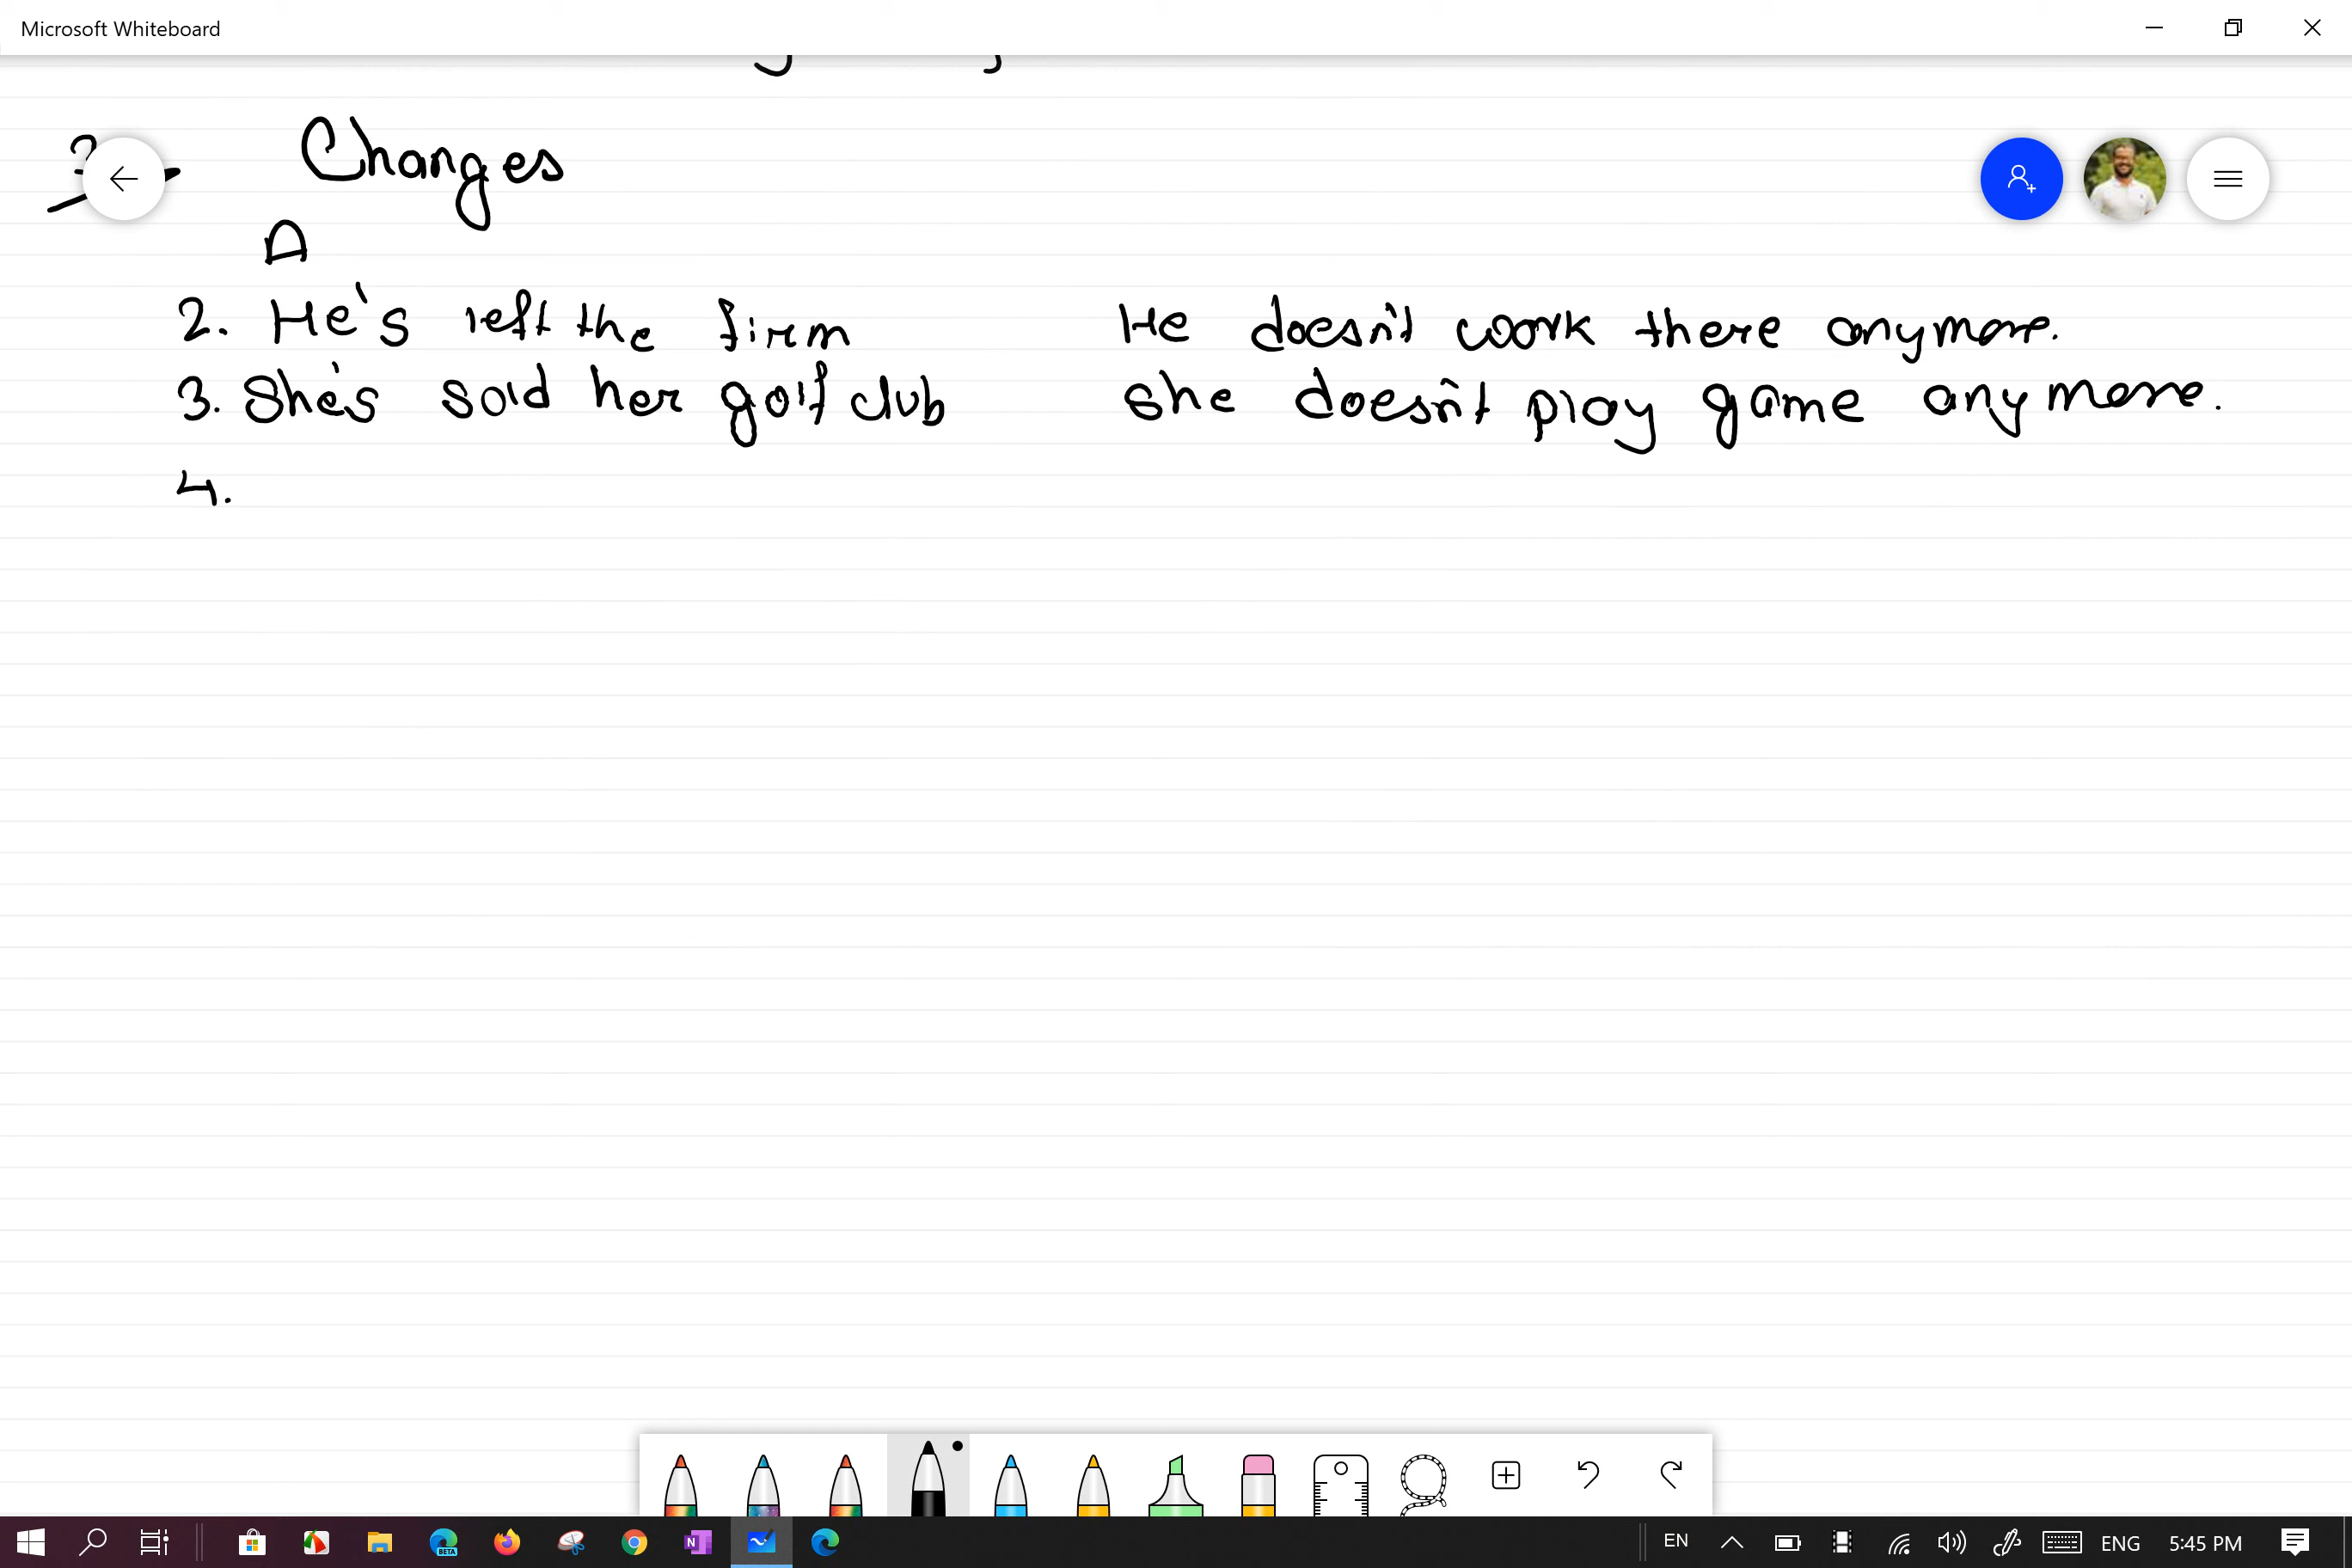 Microsoft Whiteboard
Changes
A
2. He's left the firm He doesn't work there anymore.
3. She's sold her golf club She doesn't play game anymore.
4.
BETA
N
EN
ENG
5:45 PM